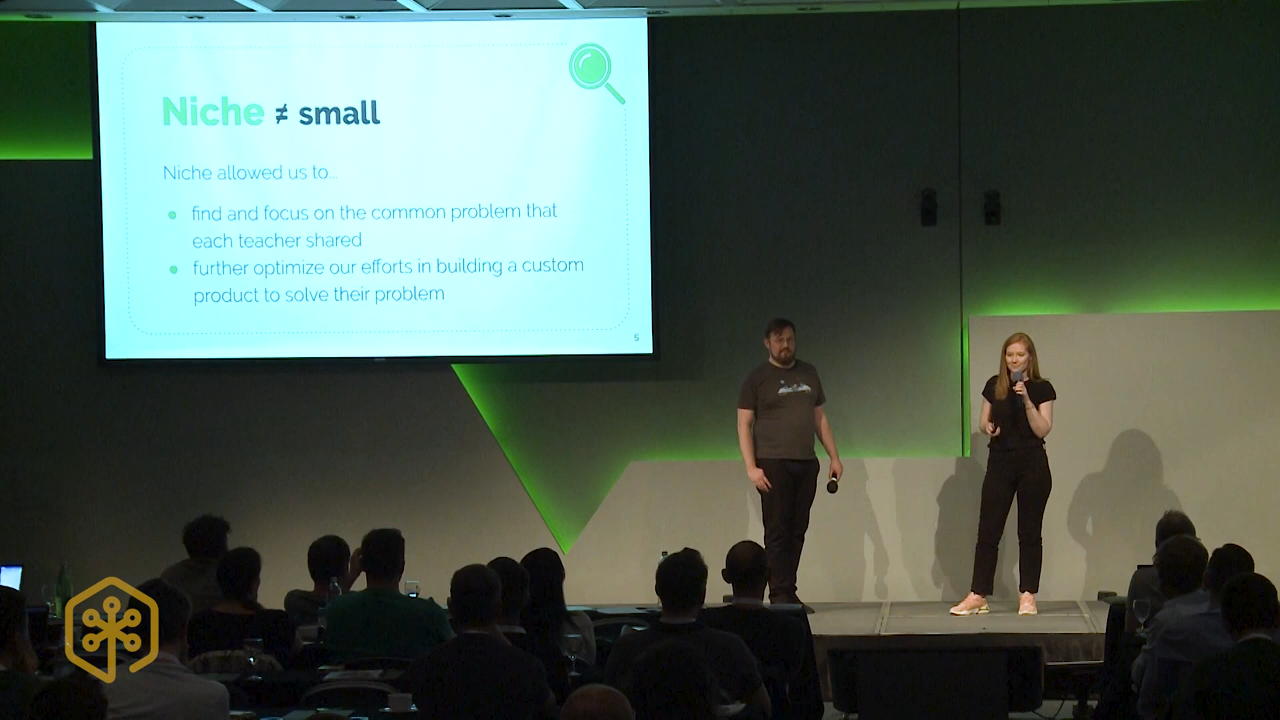 Niche ≠ small
Niche allowed us to...
find and focus on the common problem that
each teacher shared
further optimize our efforts in building a custom
product to solve their problem
5